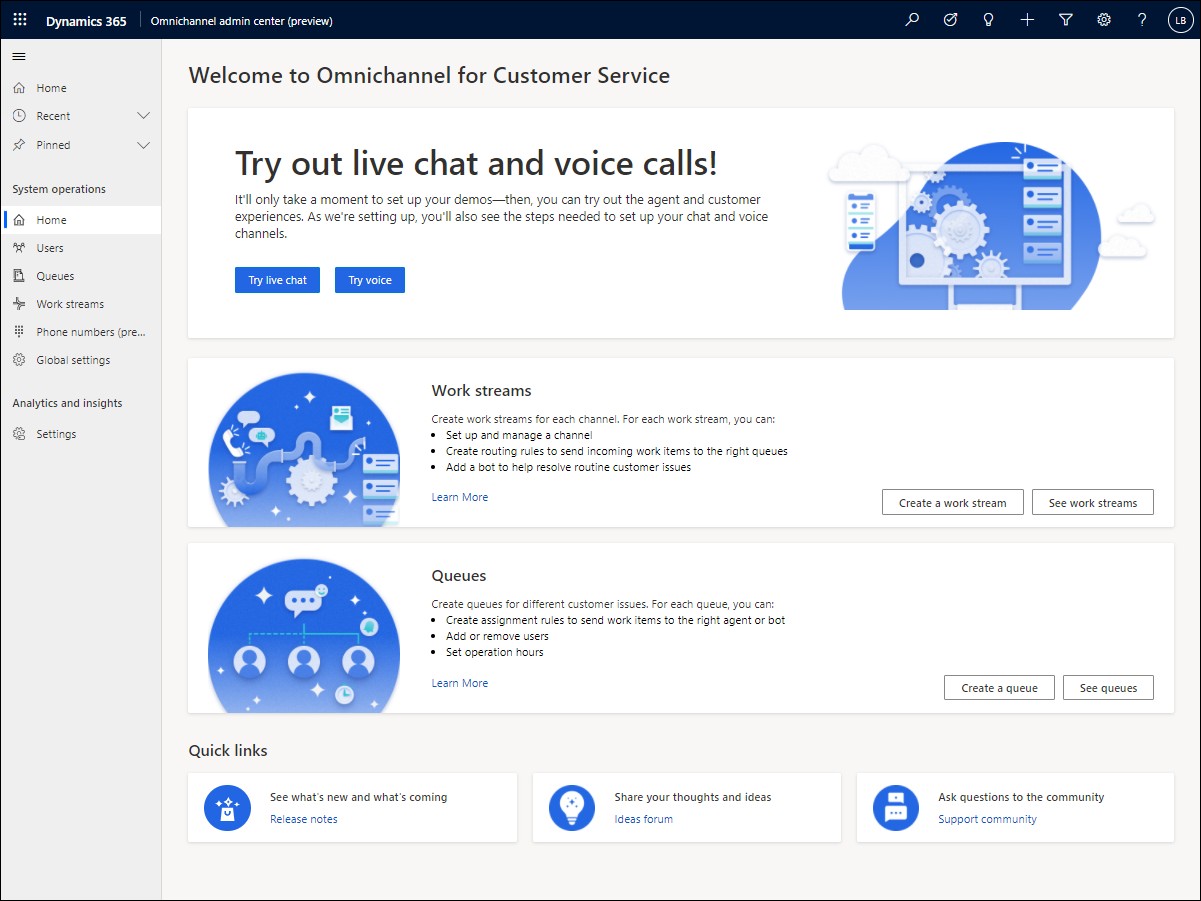 Dynamics 365
Omnichannel admin center (preview)
LB
Home
Recent
Pinned
System operations
Home
Users
Queues
Work streams
Phone numbers (pre...
Global settings
Analytics and insights
Settings
Welcome to Omnichannel for Customer Service
Try out live chat and voice calls!
It'll only take a moment to set up your demos—then, you can try out the agent and customer
experiences. As we're setting up, you'll also see the steps needed to set up your chat and voice
channels.
Try live chat
Try voice
Work streams
Create work streams for each channel. For each work stream, you can:
• Set up and manage a channel
• Create routing rules to send incoming work items to the right queues
• Add a bot to help resolve routine customer issues
Learn More
Create a work stream
See work streams
Queues
Create queues for different customer issues. For each queue, you can:
• Create assignment rules to send work items to the right agent or bot
• Add or remove users
• Set operation hours
Learn More
Create a queue
See queues
Quick links
See what's new and what's coming
Release notes
Share your thoughts and ideas
Ideas forum
Ask questions to the community
Support community